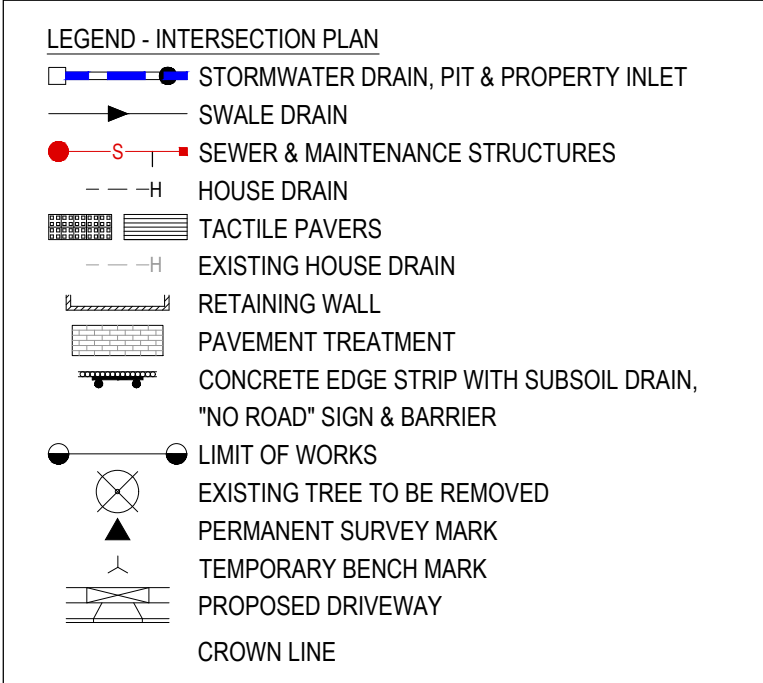 LEGEND - INTERSECTION PLAN
STORMWATER DRAIN, PIT & PROPERTY INLET
SWALE DRAIN
S SEWER & MAINTENANCE STRUCTURES
H HOUSE DRAIN
TACTILE PAVERS
H EXISTING HOUSE DRAIN
RETAINING WALL
PAVEMENT TREATMENT
CONCRETE EDGE STRIP WITH SUBSOIL DRAIN,
"NO ROAD" SIGN & BARRIER
LIMIT OF WORKS
EXISTING TREE TO BE REMOVED
PERMANENT SURVEY MARK
TEMPORARY BENCH MARK
PROPOSED DRIVEWAY
CROWN LINE